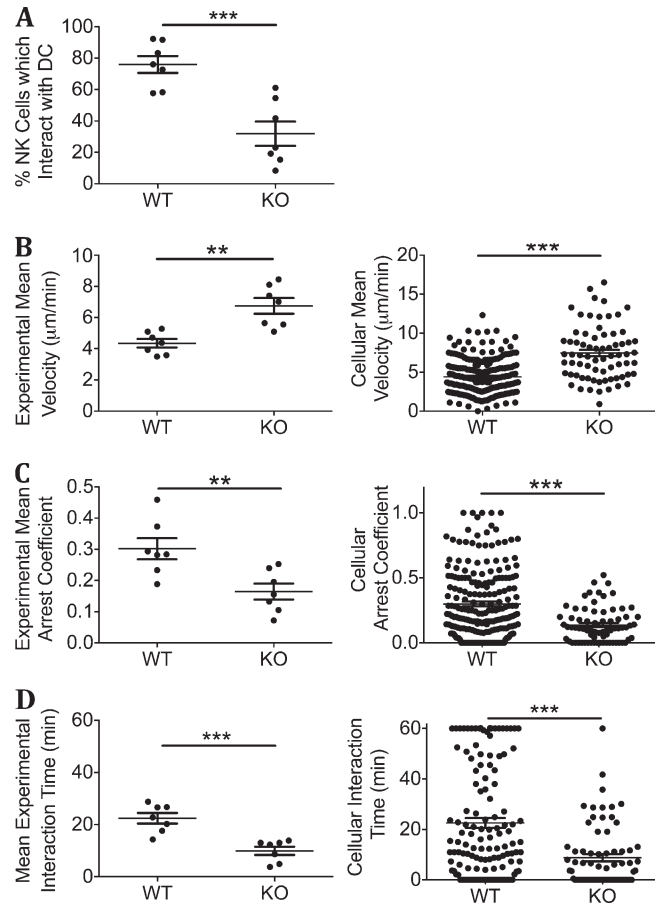 A
% NK Cells which
Interact with DC
100
80
60
40
20
0
***
WT
KO
B
Experimental Mean
Velocity (μm/min)
10
8
6
4
2
0
**
WT
KO
Cellular Mean
Velocity (μm/min)
20
15
10
5
0
***
WT
KO
C
Experimental Mean
Arrest Coefficient
0.5
0.4
0.3
0.2
0.1
0.0
**
WT
KO
Cellular
Arrest Coefficient
1.0
0.5
0.0
***
WT
KO
D
Mean Experimental
Interaction Time (min)
60
40
20
0
***
WT
KO
Cellular Interaction
Time (min)
60
40
20
0
***
WT
KO